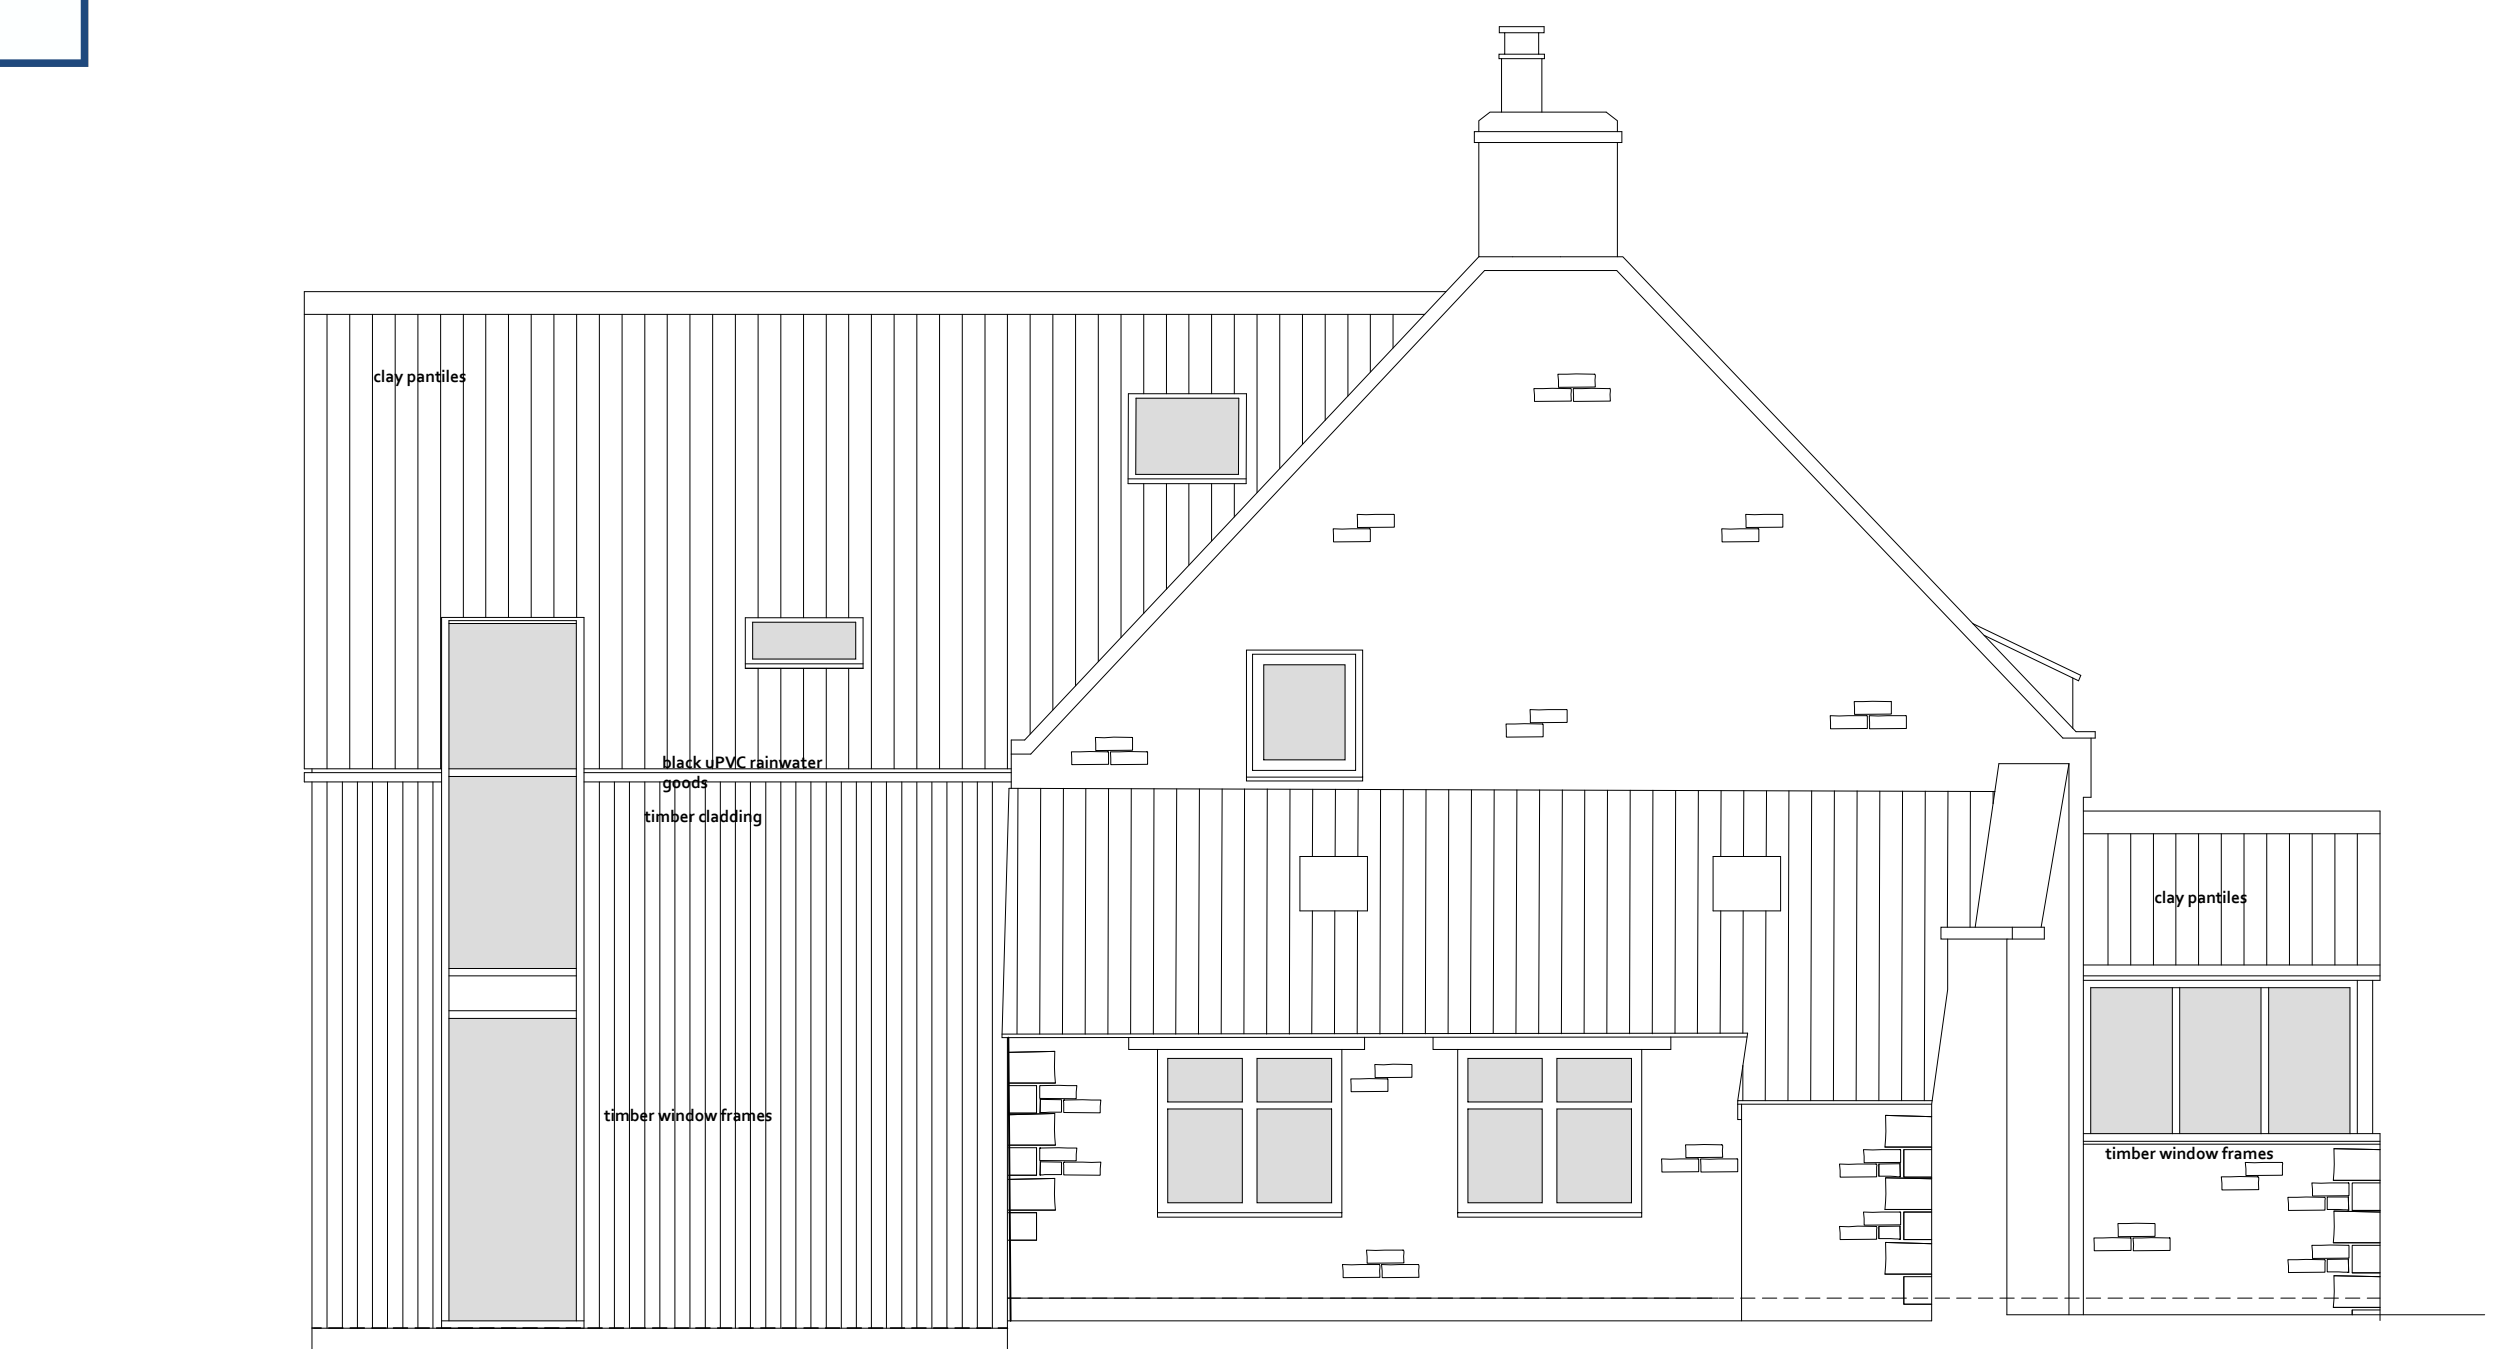 clay pantiles
black uPVC rainwater
goods
timber cladding
clay pantiles
timber window frames
timber window frames